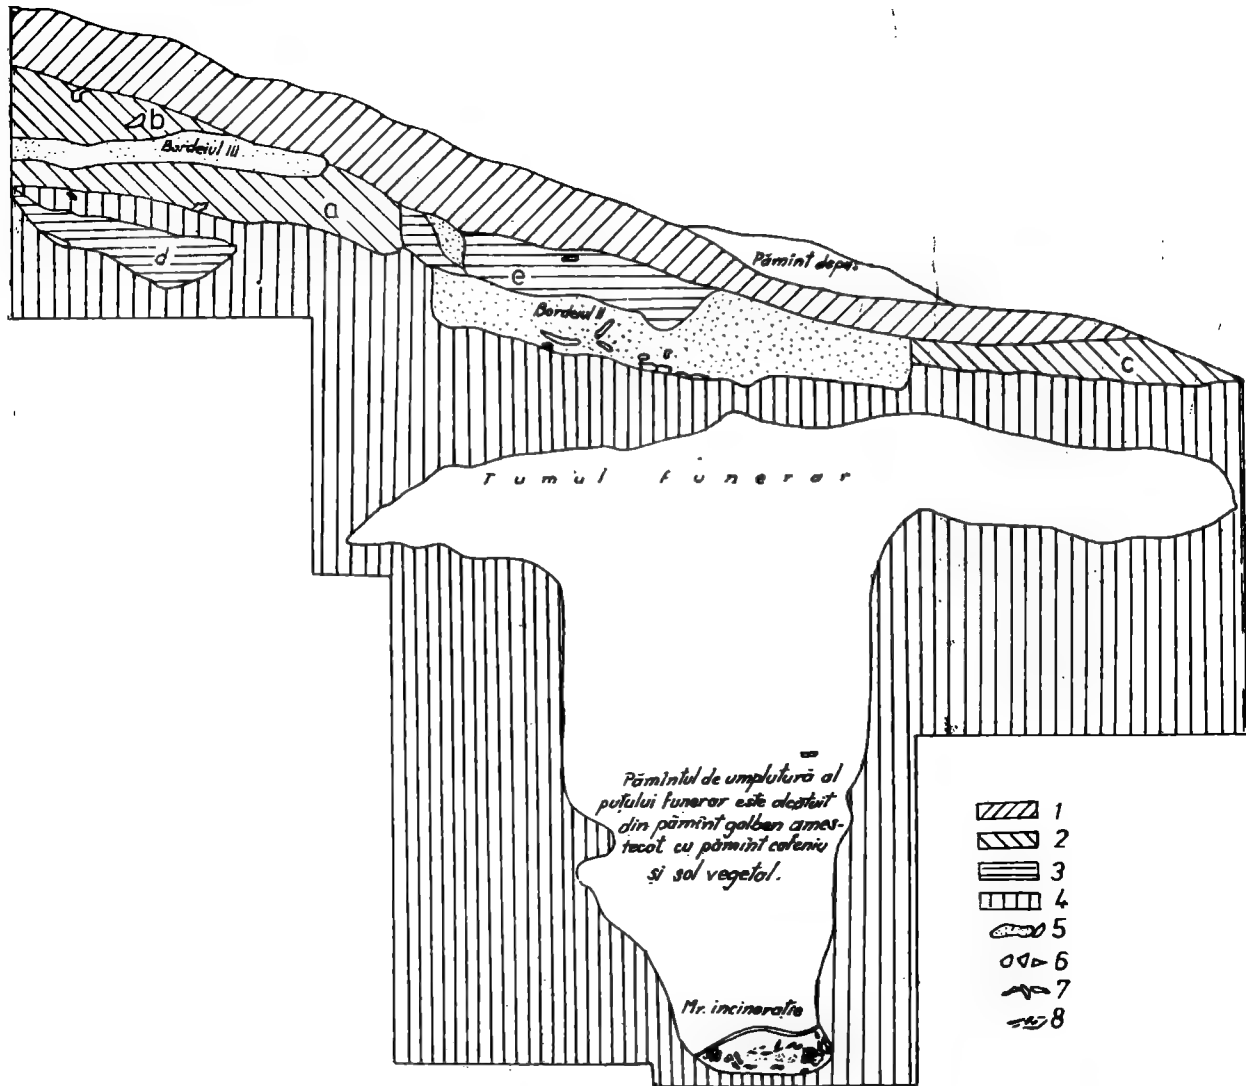 b
Bordeiul III
a
d
e
Pămînt depus
Bordeiul II
c
Tumul funerar
Pămîntul de umplutură al
puțului funerar este alcătuit
din pămînt galben ames-
tecat cu pămînt cafeniu
și sol vegetal.
Mr. incinerație
1
2
3
4
5
6
7
8